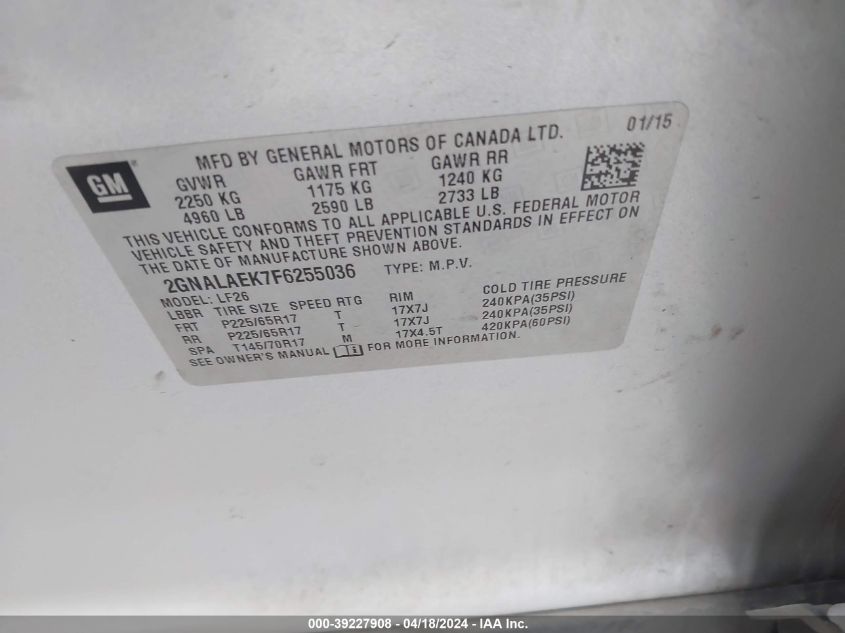 GM
MFD BY GENERAL MOTORS OF CANADA LTD. 01/15
GVWR GAWR FRT GAWR RR
2250 KG 1175 KG 1240 KG
4960 LB 2590 LB 2733 LB
THIS VEHICLE CONFORMS TO ALL APPLICABLE U.S. FEDERAL MOTOR
VEHICLE SAFETY AND THEFT PREVENTION STANDARDS IN EFFECT ON
THE DATE OF MANUFACTURE SHOWN ABOVE.
2GNALAEK7F6255036 TYPE: M.P.V.
MODEL: LF26
LBBR TIRE SIZE SPEED RTG RIM COLD TIRE PRESSURE
FRT P225/65R17 T 17X7J 240KPA(35PSI)
RR P225/65R17 T 17X7J 240KPA(35PSI)
SPA T145/70R17 M 17X4.5T 420KPA(60PSI)
SEE OWNER'S MANUAL FOR MORE INFORMATION.
000-39227908 - 04/18/2024 - IAA Inc.